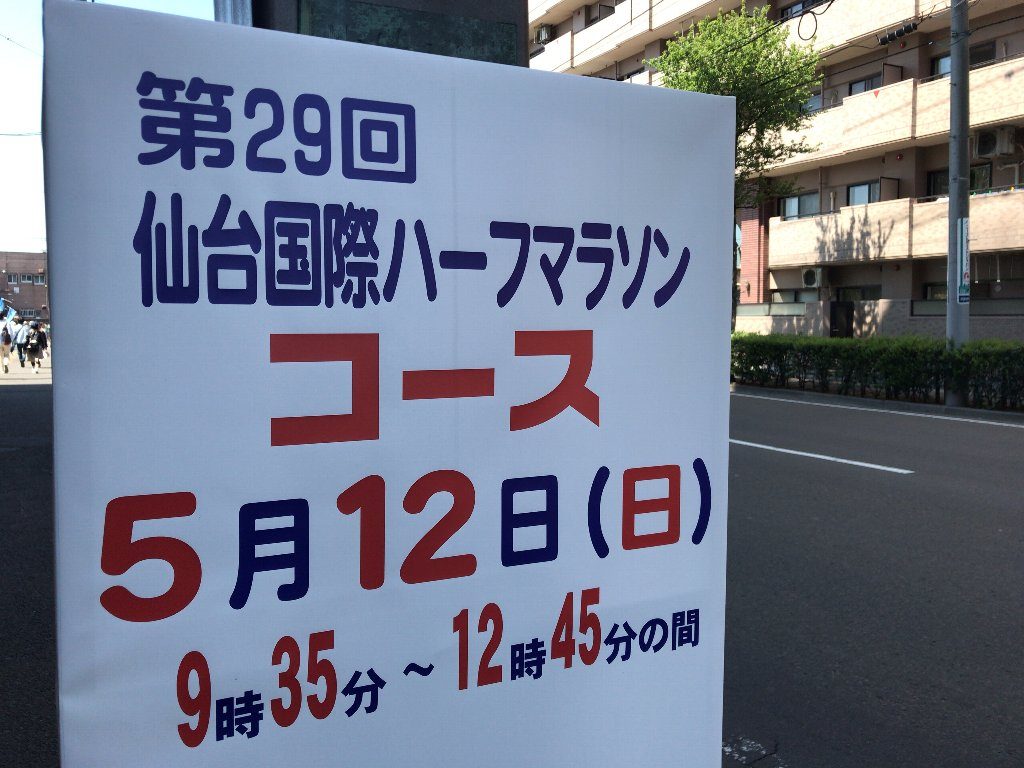 第29回
仙台国際ハーフマラソン
コース
5月12日(日)
9時35分～12時45分の間